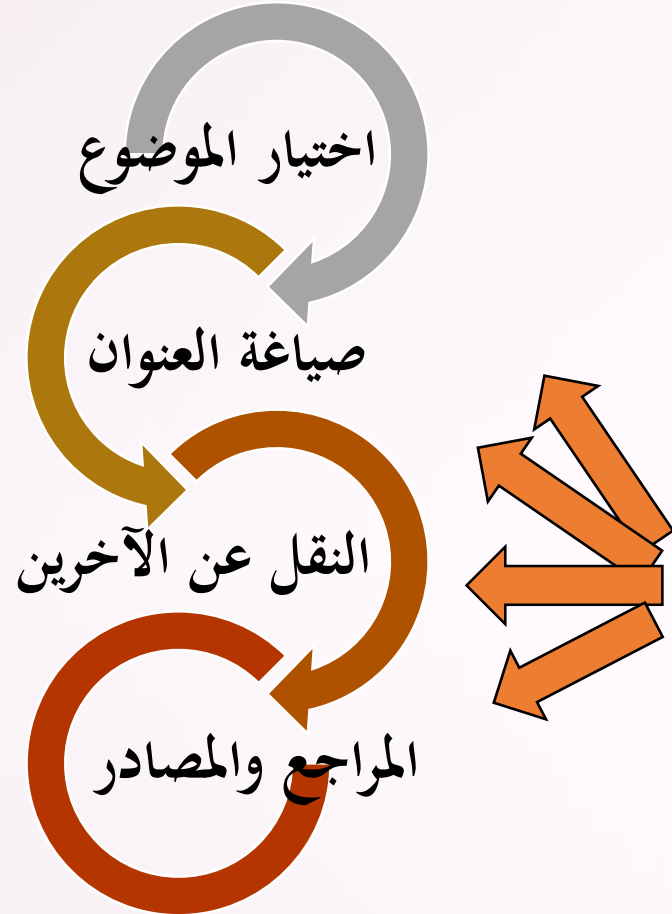 اختيار الموضوع
صياغة العنوان
النقل عن الآخرين
المراجع والمصادر